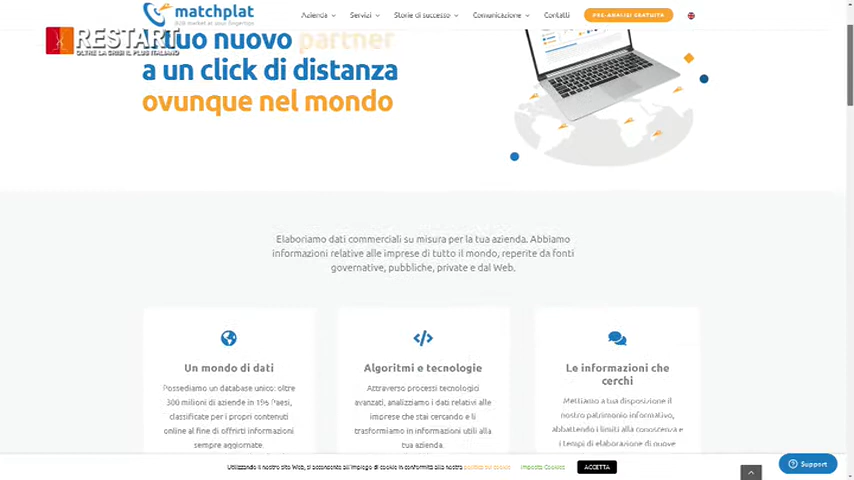 matchplat
B2B market at your fingertips
Azienda
Servizi
Storie di successo
Comunicazione
Contatti
PRE-ANALISI GRATUITA
RESTART
OLTRE LA CRISI IL PLUS ITALIANO
tuo nuovo partner
a un click di distanza
ovunque nel mondo
Elaboriamo dati commerciali su misura per la tua azienda. Abbiamo
informazioni relative alle imprese di tutto il mondo, reperite da fonti
governative, pubbliche, private e dal Web.
Un mondo di dati
Possediamo un database unico: oltre
300 milioni di aziende in 196 Paesi,
classificate per i propri contenuti
online al fine di offrirti informazioni
sempre aggiornate.
Algoritmi e tecnologie
Attraverso processi tecnologici
avanzati, analizziamo i dati relativi alle
imprese che stai cercando e li
trasformiamo in informazioni utili alla
tua azienda.
Le informazioni che
cerchi
Mettiamo a tua disposizione il
nostro patrimonio informativo,
abbattendo i limiti alla conoscenza e
i tempi di elaborazione di nuove
Utilizzando il nostro sito Web, si acconsente all'impiego di cookie in conformità alla nostra politica sui cookie
Imposta Cookies
ACCETTA
Support